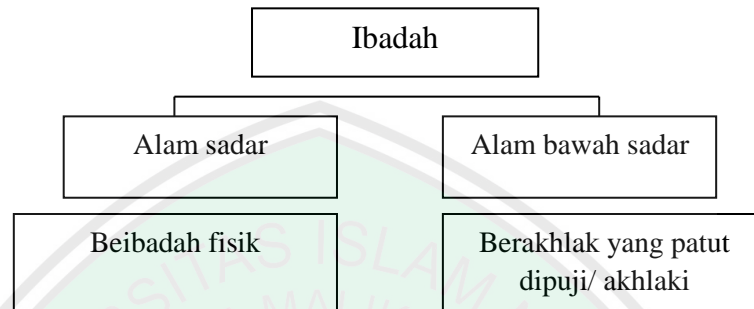 Ibadah
Alam sadar
Alam bawah sadar
Beibadah fisik
Berakhlak yang patut
dipuji/ akhlaki